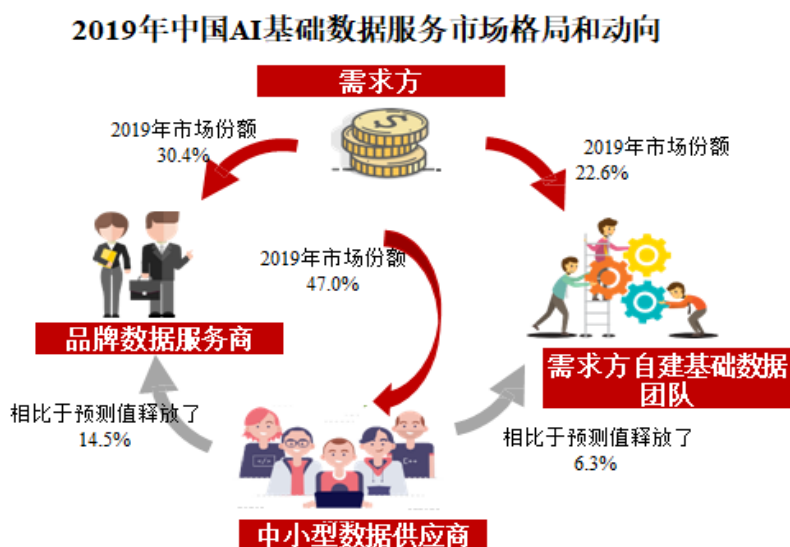 2019年中国AI基础数据服务市场格局和动向
需求方
2019年市场份额
30.4%
2019年市场份额
22.6%
2019年市场份额
47.0%
品牌数据服务商
需求方自建基础数据
团队
相比于预测值释放了
14.5%
相比于预测值释放了
6.3%
</>
C++
中小型数据供应商